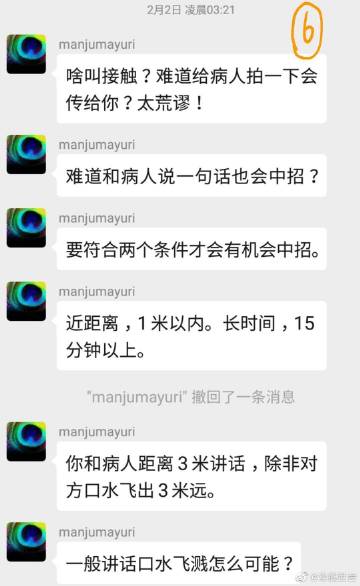 2月2日 凌晨03:21
6
manjumayuri
啥叫接触？难道给病人拍一下会
传给你？太荒谬！
manjumayuri
难道和病人说一句话也会中招？
manjumayuri
要符合两个条件才会有机会中招。
manjumayuri
近距离，1米以内。长时间，15
分钟以上。
"manjumayuri" 撤回了一条消息
manjumayuri
你和病人距离3米讲话，除非对
方口水飞出3米远。
manjumayuri
一般讲话口水飞溅怎么可能？